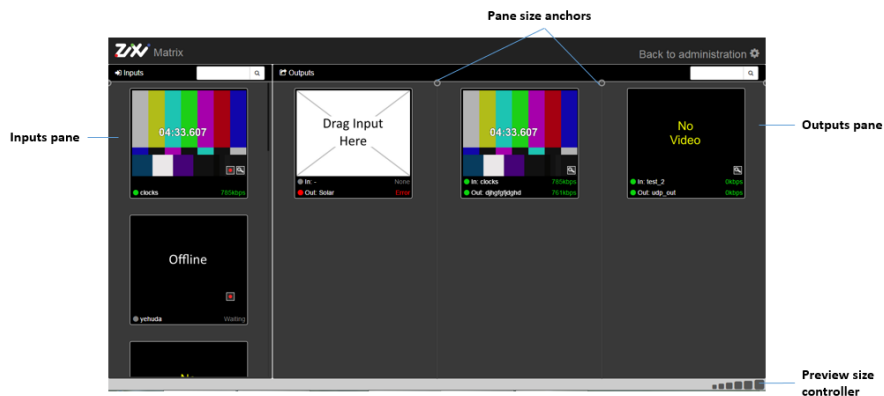 Pane size anchors
ZiXi Matrix
Back to administration
Inputs
Outputs
Inputs pane
Outputs pane
04:33.607
clocks 785kbps
Drag Input
Here
In: - None
Out: Solar Error
04:33.607
In: clocks 785kbps
Out: djhgfgfjdghd 761kbps
No
Video
In: test_2 0kbps
Out: udp_out 0kbps
Offline
yehuda Waiting
No
Preview size
controller